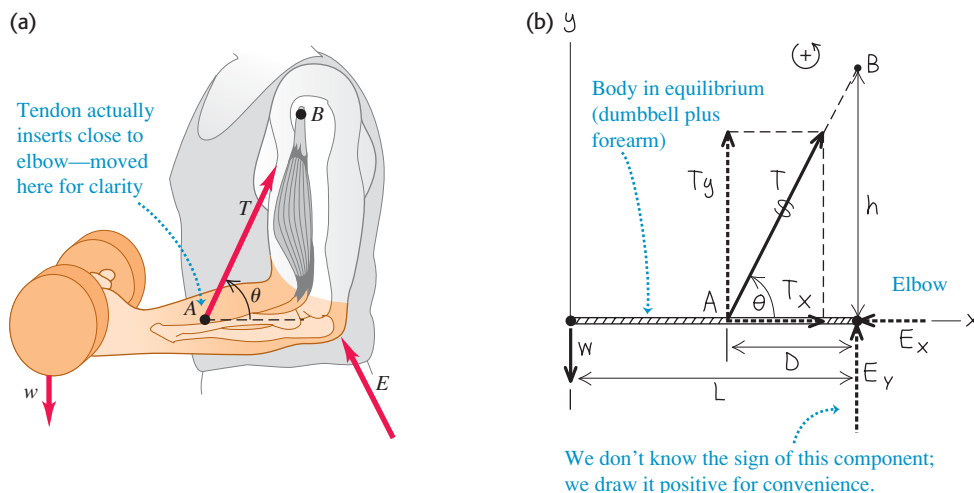 (a)
Tendon actually
inserts close to
elbow—moved
here for clarity
B
T
A
θ
w
E
(b)
y
+
B
Body in equilibrium
(dumbbell plus
forearm)
Ty
T
h
Elbow
A
θ
Tx
x
Ex
w
D
L
Ey
We don't know the sign of this component;
we draw it positive for convenience.